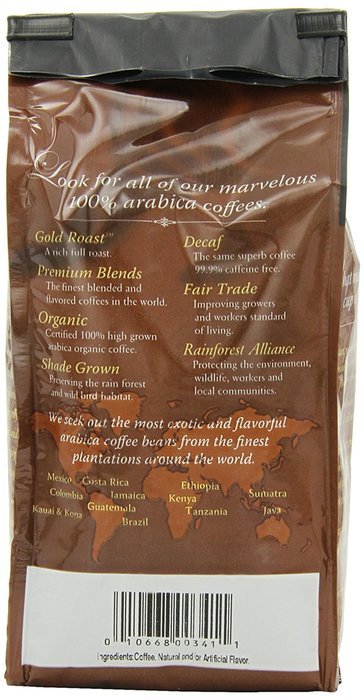 Look for all of our marvelous
100% arabica coffees.
Gold Roast™
A rich full roast.
Premium Blends
The finest blended and
flavored coffees in the world.
Organic
Certified 100% high grown
arabica organic coffee.
Shade Grown
Preserving the rain forest
and wild bird habitat.
Decaf
The same superb coffee
99.9% caffeine free.
Fair Trade
Improving growers
and workers standard
of living.
Rainforest Alliance
Protecting the environment,
wildlife, workers and
local communities.
We seek out the most exotic and flavorful
arabica coffee beans from the finest
plantations around the world.
Mexico Costa Rica Ethiopia
Colombia Jamaica Kenya Sumatra
Kauai & Kona Guatemala Tanzania Java
Brazil
0 10668 00341 1
Ingredients: Coffee, Natural and/or Artificial Flavor.